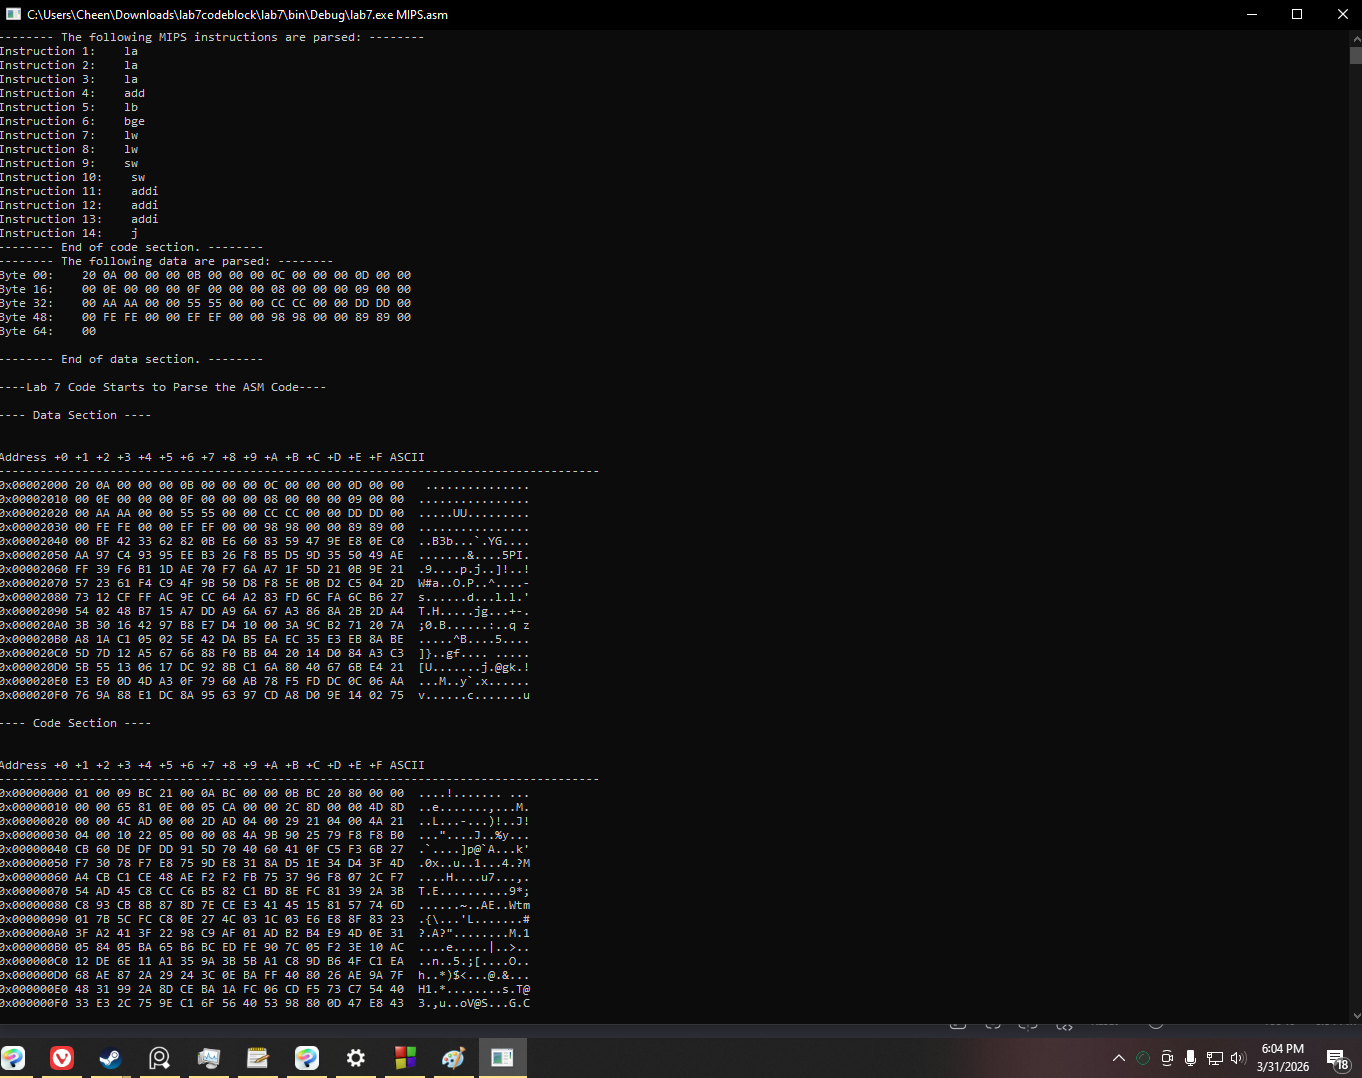 C:\Users\Cheen\Downloads\lab7codeblock\lab7\bin\Debug\lab7.exe MIPS.asm
-------- The following MIPS instructions are parsed: --------
Instruction 1:    la
Instruction 2:    la
Instruction 3:    la
Instruction 4:    add
Instruction 5:    lb
Instruction 6:    bge
Instruction 7:    lw
Instruction 8:    lw
Instruction 9:    sw
Instruction 10:    sw
Instruction 11:    addi
Instruction 12:    addi
Instruction 13:    addi
Instruction 14:    j
-------- End of code section. --------
-------- The following data are parsed: --------
Byte 00:    20 0A 00 00 00 0B 00 00 00 0C 00 00 00 0D 00 00
Byte 16:    00 0E 00 00 00 0F 00 00 00 08 00 00 00 09 00 00
Byte 32:    00 AA AA 00 00 55 55 00 00 CC CC 00 00 DD DD 00
Byte 48:    00 FE FE 00 00 EF EF 00 00 98 98 00 00 89 89 00
Byte 64:    00
-------- End of data section. --------
----Lab 7 Code Starts to Parse the ASM Code----
---- Data Section ----
Address +0 +1 +2 +3 +4 +5 +6 +7 +8 +9 +A +B +C +D +E +F ASCII
--------------------------------------------------------------------------------------
0x00002000 20 0A 00 00 00 0B 00 00 00 0C 00 00 00 0D 00 00   ...............
0x00002010 00 0E 00 00 00 0F 00 00 00 08 00 00 00 09 00 00  ................
0x00002020 00 AA AA 00 00 55 55 00 00 CC CC 00 00 DD DD 00  .....UU.........
0x00002030 00 FE FE 00 00 EF EF 00 00 98 98 00 00 89 89 00  ................
0x00002040 00 BF 42 33 62 82 0B E6 60 83 59 47 9E E8 0E C0  ..B3b...`.YG....
0x00002050 AA 97 C4 93 95 EE B3 26 F8 B5 D5 9D 35 50 49 AE  .......&....5PI.
0x00002060 FF 39 F6 B1 1D AE 70 F7 6A A7 1F 5D 21 0B 9E 21  .9....p.j..]!..!
0x00002070 57 23 61 F4 C9 4F 9B 50 D8 F8 5E 0B D2 C5 04 2D  W#a..O.P..^....-
0x00002080 73 12 CF FF AC 9E CC 64 A2 83 FD 6C FA 6C B6 27  s......d...l.l.'
0x00002090 54 02 48 B7 15 A7 DD A9 6A 67 A3 86 8A 2B 2D A4  T.H.....jg...+-.
0x000020A0 3B 30 16 42 97 B8 E7 D4 10 00 3A 9C B2 71 20 7A  ;0.B......:..q z
0x000020B0 A8 1A C1 05 02 5E 42 DA B5 EA EC 35 E3 EB 8A BE  .....^B....5....
0x000020C0 5D 7D 12 A5 67 66 88 F0 BB 04 20 14 D0 84 A3 C3  ]}..gf.... .....
0x000020D0 5B 55 13 06 17 DC 92 8B C1 6A 80 40 67 6B E4 21  [U.......j.@gk.!
0x000020E0 E3 E0 0D 4D A3 0F 79 60 AB 78 F5 FD DC 0C 06 AA  ...M..y`.x......
0x000020F0 76 9A 88 E1 DC 8A 95 63 97 CD A8 D0 9E 14 02 75  v......c.......u
---- Code Section ----
Address +0 +1 +2 +3 +4 +5 +6 +7 +8 +9 +A +B +C +D +E +F ASCII
--------------------------------------------------------------------------------------
0x00000000 01 00 09 BC 21 00 0A BC 00 00 0B BC 20 80 00 00  ....!....... ...
0x00000010 00 00 65 81 0E 00 05 CA 00 00 2C 8D 00 00 4D 8D  ..e.......,...M.
0x00000020 00 00 4C AD 00 00 2D AD 04 00 29 21 04 00 4A 21  ..L...-...)!..J!
0x00000030 04 00 10 22 05 00 00 08 4A 9B 90 25 79 F8 F8 B0  ..."....J..%y...
0x00000040 CB 60 DE DF DD 91 5D 70 40 60 41 0F C5 F3 6B 27  .`....]p@`A...k'
0x00000050 F7 30 78 F7 E8 75 9D E8 31 8A D5 1E 34 D4 3F 4D  .0x..u..1...4.?M
0x00000060 A4 CB C1 CE 48 AE F2 F2 FB 75 37 96 F8 07 2C F7  ....H....u7...,.
0x00000070 54 AD 45 C8 CC C6 B5 82 C1 BD 8E FC 81 39 2A 3B  T.E..........9*;
0x00000080 C8 93 CB 8B 87 8D 7E CE E3 41 45 15 81 57 74 6D  ......~..AE..Wtm
0x00000090 01 7B 5C FC C8 0E 27 4C 03 1C 03 E6 E8 8F 83 23  .{\...'L.......#
0x000000A0 3F A2 41 3F 22 98 C9 AF 01 AD B2 B4 E9 4D 0E 31  ?.A?"........M.1
0x000000B0 05 84 05 BA 65 B6 BC ED FE 90 7C 05 F2 3E 10 AC  ....e.....|..>..
0x000000C0 12 DE 6E 11 A1 35 9A 3B 5B A1 C8 9D B6 4F C1 EA  ..n..5.;[....O..
0x000000D0 68 AE 87 2A 29 24 3C 0E BA FF 40 80 26 AE 9A 7F  h..*)$<...@.&...
0x000000E0 48 31 99 2A 8D CE BA 1A FC 06 CD F5 73 C7 54 40  H1.*........s.T@
0x000000F0 33 E3 2C 75 9E C1 6F 56 40 53 98 80 0D 47 E8 43  3.,u..oV@S...G.C
6:04 PM
3/31/2026
18